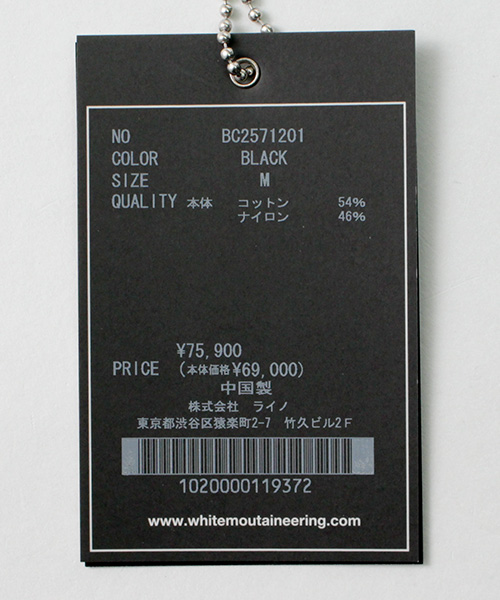 NO BC2571201
COLOR BLACK
SIZE M
QUALITY 本体 コットン 54%
ナイロン 46%
¥75,900
PRICE (本体価格¥69,000)
中国製
株式会社 ライノ
東京都渋谷区猿楽町2-7 竹久ビル2F
1020000119372
www.whitemoutaineering.com